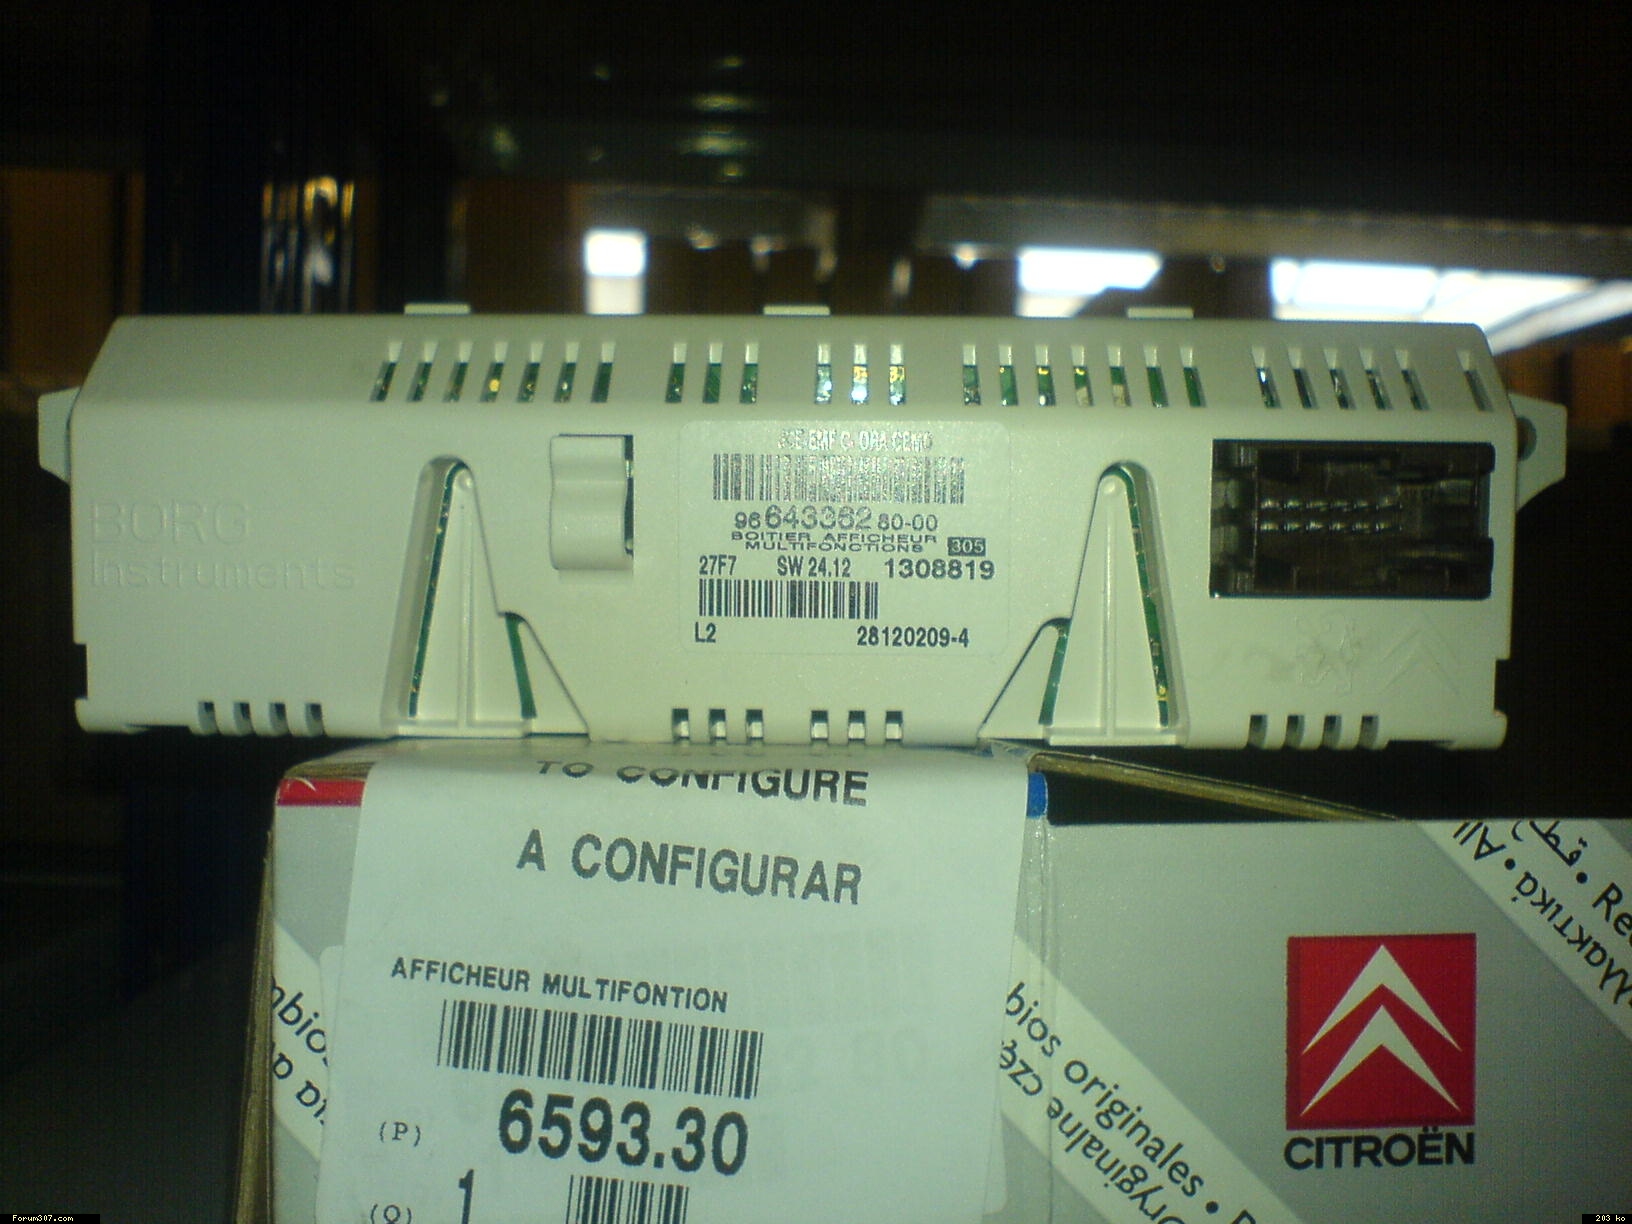 BORG
Instruments
96 643362 80-00
BOITIER AFFICHEUR
MULTIFONCTIONS 305
27F7 SW 24.12 1308819
L2 28120209-4
TO CONFIGURE
A CONFIGURAR
AFFICHEUR MULTIFONTION
(P) 6593.30
(Q) 1
bios originales •
CITROËN
Forum307.com
203 ko